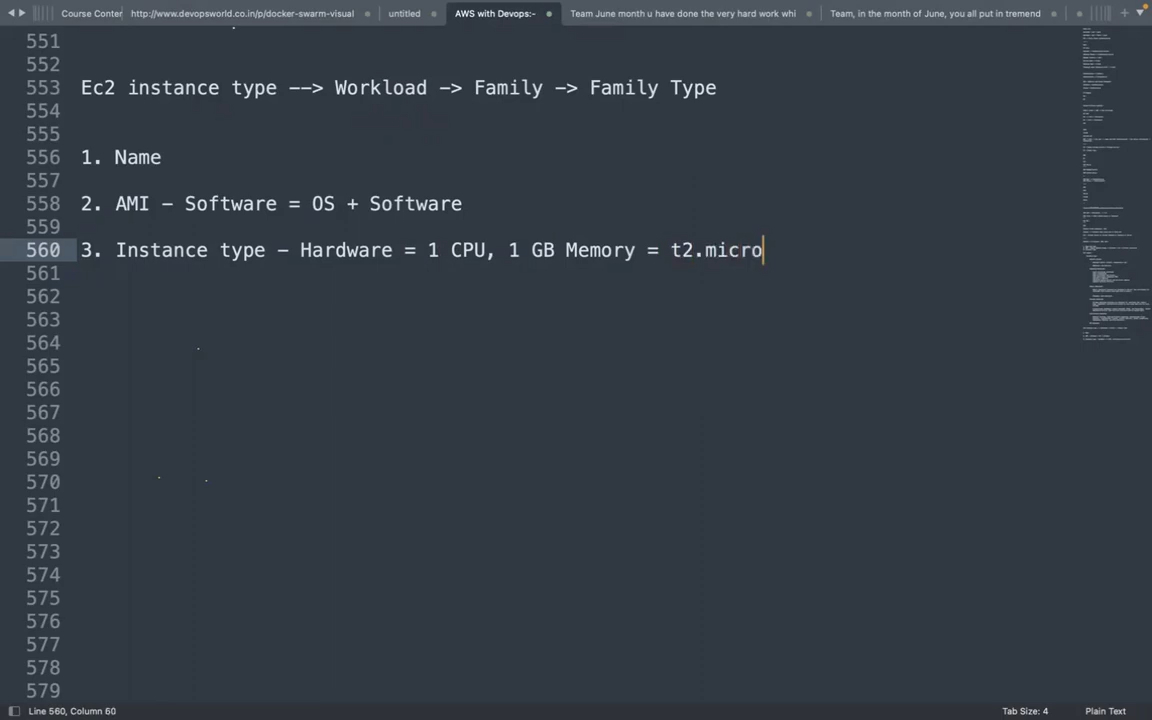 Course Center
http://www.devopsworld.co.in/p/docker-swarm-visual
untitled
AWS with Devops:-
Team June month u have done the very hard work whi
Team, in the month of June, you all put in tremend
551
552
553 Ec2 instance type --> Workload -> Family -> Family Type
554
555
556 1. Name
557
558 2. AMI - Software = OS + Software
559
560 3. Instance type - Hardware = 1 CPU, 1 GB Memory = t2.micro
561
562
563
564
565
566
567
568
569
570
571
572
573
574
575
576
577
578
579
Line 560, Column 60
Tab Size: 4
Plain Text